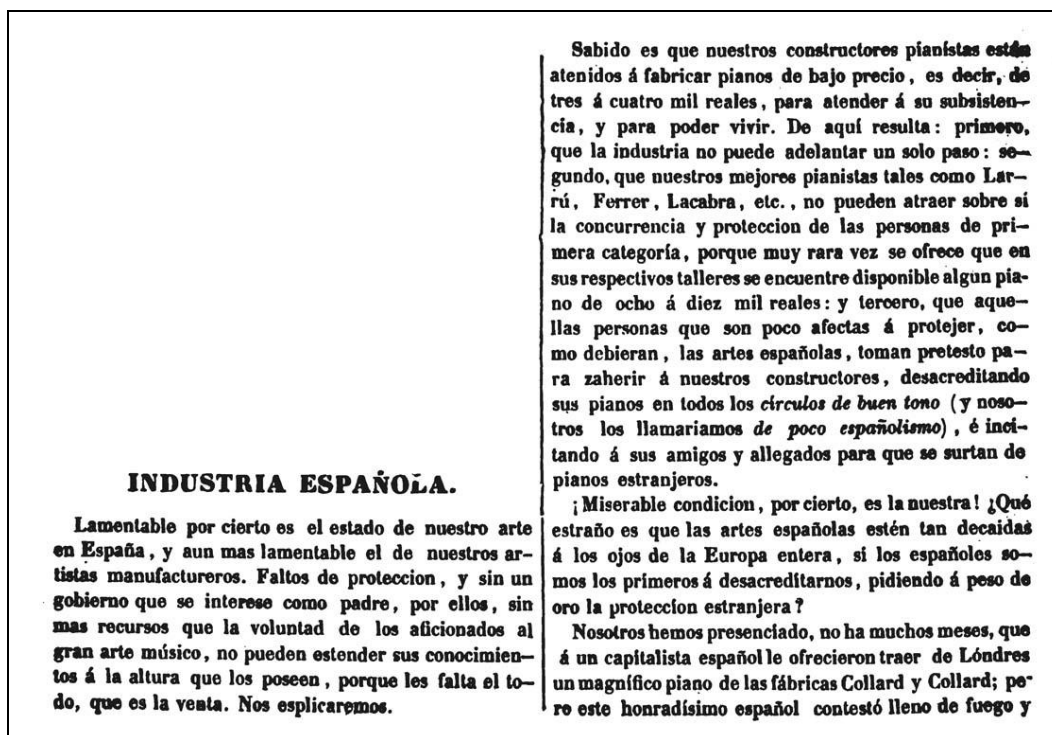 INDUSTRIA ESPAÑOLA.
Lamentable por cierto es el estado de nuestro arte
en España, y aun mas lamentable el de nuestros ar-
tistas manufactureros. Faltos de proteccion, y sin un
gobierno que se interese como padre, por ellos, sin
mas recursos que la voluntad de los aficionados al
gran arte músico, no pueden estender sus conocimien-
tos á la altura que los poseen, porque les falta el to-
do, que es la venta. Nos esplicaremos.
Sabido es que nuestros constructores pianistas están
atenidos á fabricar pianos de bajo precio, es decir, de
tres á cuatro mil reales, para atender á su subsisten-
cia, y para poder vivir. De aquí resulta: primero,
que la industria no puede adelantar un solo paso: se-
gundo, que nuestros mejores pianistas tales como Lar-
rú, Ferrer, Lacabra, etc., no pueden atraer sobre sí
la concurrencia y proteccion de las personas de pri-
mera categoría, porque muy rara vez se ofrece que en
sus respectivos talleres se encuentre disponible algun pia-
no de ocho á diez mil reales: y tercero, que aque-
llas personas que son poco afectas á protejer, co-
mo debieran, las artes españolas, toman pretesto pa-
ra zaherir á nuestros constructores, desacreditando
sus pianos en todos los círculos de buen tono (y noso-
tros los llamariamos de poco españolismo), é inci-
tando á sus amigos y allegados para que se surtan de
pianos estranjeros.
¡Miserable condicion, por cierto, es la nuestra! ¿Qué
estraño es que las artes españolas estén tan decaidas
á los ojos de la Europa entera, si los españoles so-
mos los primeros á desacreditarnos, pidiendo á peso de
oro la proteccion estranjera?
Nosotros hemos presenciado, no ha muchos meses, que
á un capitalista español le ofrecieron traer de Lóndres
un magnífico piano de las fábricas Collard y Collard; pe-
ro este honradísimo español contestó lleno de fuego y